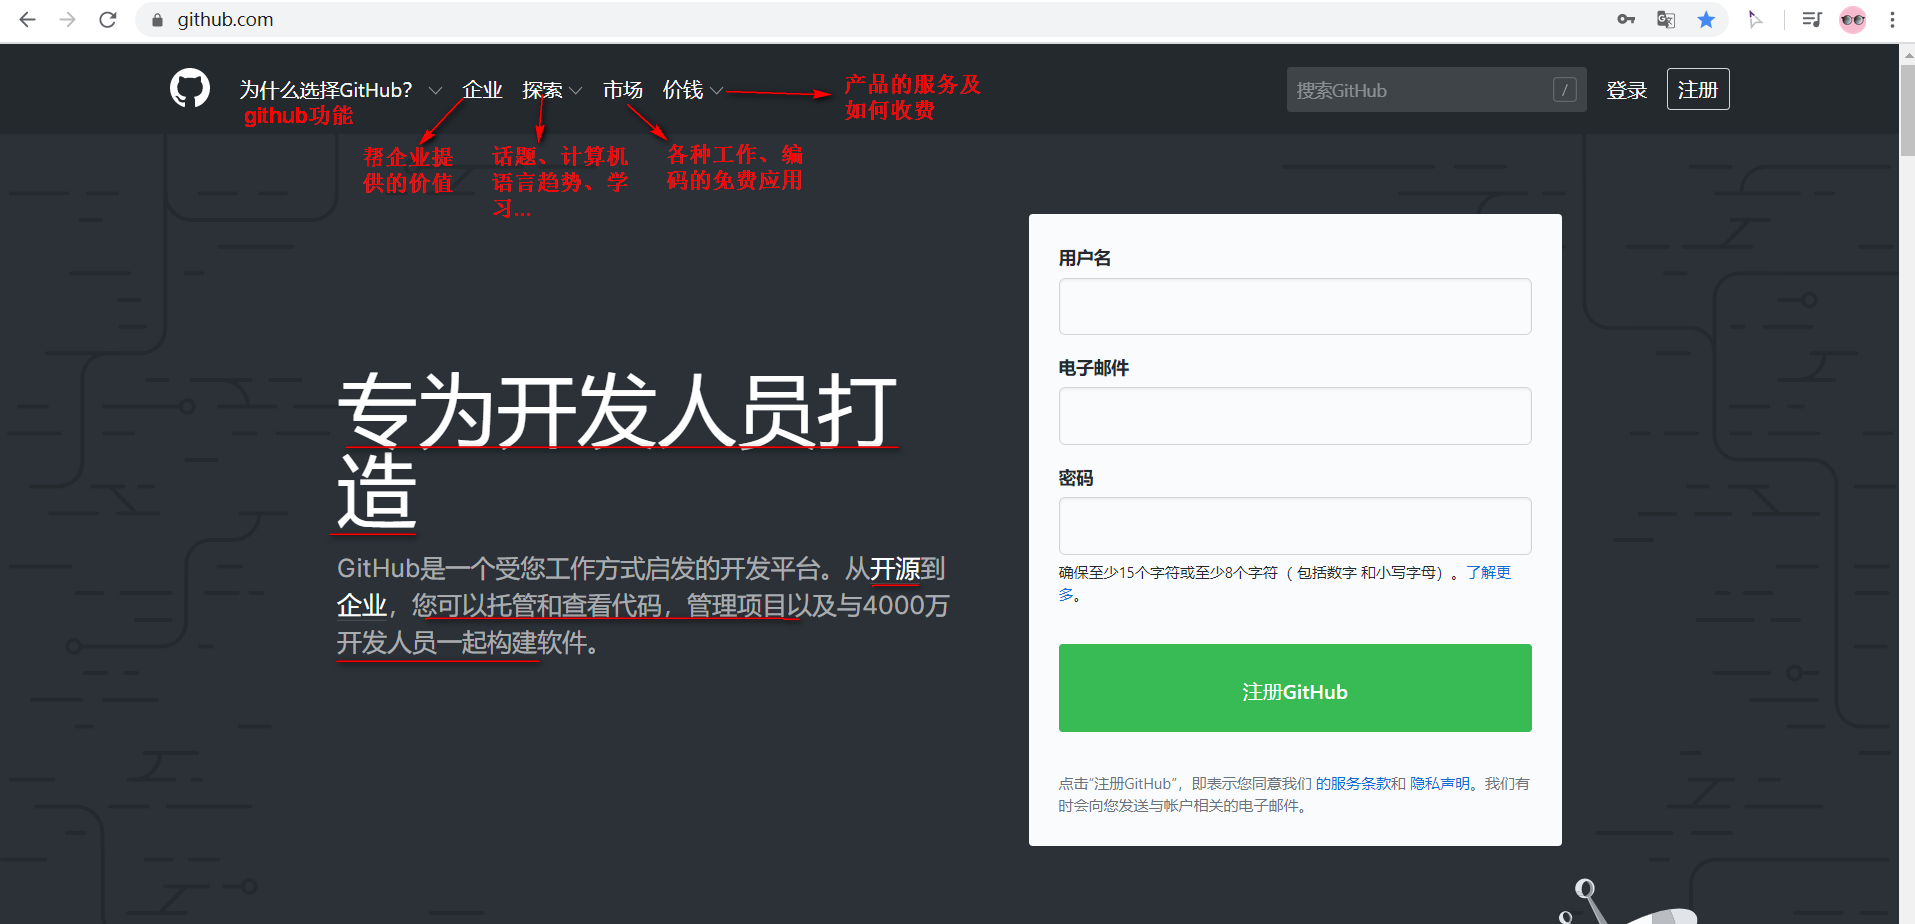 github.com
为什么选择GitHub？ 企业 探索 市场 价钱
搜索GitHub / 登录 注册
github功能
产品的服务及
如何收费
帮企业提
供的价值
话题、计算机
语言趋势、学
习...
各种工作、编
码的免费应用
专为开发人员打
造
GitHub是一个受您工作方式启发的开发平台。从开源到
企业，您可以托管和查看代码，管理项目以及与4000万
开发人员一起构建软件。
用户名
电子邮件
密码
确保至少15个字符或至少8个字符（ 包括数字 和小写字母）。了解更
多。
注册GitHub
点击“注册GitHub”，即表示您同意我们 的服务条款和 隐私声明。我们有
时会向您发送与帐户相关的电子邮件。